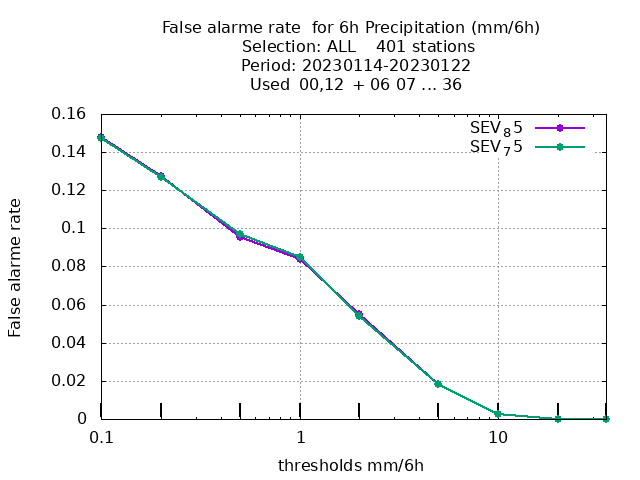 False alarme rate  for 6h Precipitation (mm/6h)
Selection: ALL    401 stations
Period: 20230114-20230122
Used  00,12  + 06 07 ... 36
SEV₈5
SEV₇5
0.16
0.14
0.12
0.1
0.08
0.06
0.04
0.02
0
False alarme rate
0.1 1 10
thresholds mm/6h